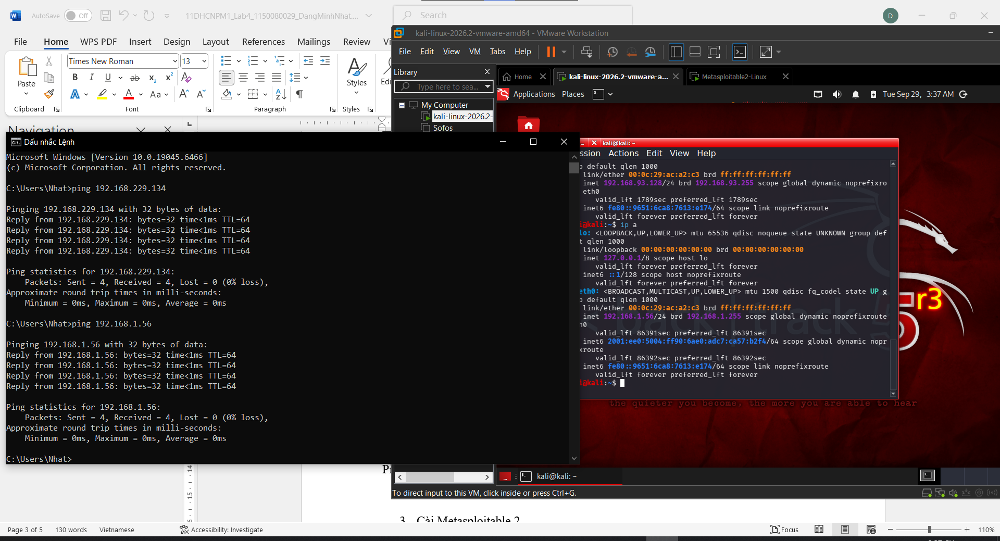 AutoSave Off 11DHCNPM1_Lab4_1150080029_DangMinhNhat.... Search D
File Home WPS PDF Insert Design Layout References Mailings Review Vi
Times New Roman 13
Paste
B I U ab x₂ x² A
A A Aa A A
Styles
Edi
Clipboard Font Paragraph Styles
Navigation
kali-linux-2026.2-vmware-amd64 - VMware Workstation
File Edit View VM Tabs Help
Library
Type here to sea...
My Computer
kali-linux-2026.2-
Sofos
Home kali-linux-2026.2-vmware-a... Metasploitable2-Linux
Applications Places Tue Sep 29, 3:37 AM
Dấu nhắc Lệnh
Microsoft Windows [Version 10.0.19045.6466]
(c) Microsoft Corporation. All rights reserved.
C:\Users\Nhat>ping 192.168.229.134
Pinging 192.168.229.134 with 32 bytes of data:
Reply from 192.168.229.134: bytes=32 time<1ms TTL=64
Reply from 192.168.229.134: bytes=32 time<1ms TTL=64
Reply from 192.168.229.134: bytes=32 time<1ms TTL=64
Reply from 192.168.229.134: bytes=32 time<1ms TTL=64
Ping statistics for 192.168.229.134:
Packets: Sent = 4, Received = 4, Lost = 0 (0% loss),
Approximate round trip times in milli-seconds:
Minimum = 0ms, Maximum = 0ms, Average = 0ms
C:\Users\Nhat>ping 192.168.1.56
Pinging 192.168.1.56 with 32 bytes of data:
Reply from 192.168.1.56: bytes=32 time<1ms TTL=64
Reply from 192.168.1.56: bytes=32 time<1ms TTL=64
Reply from 192.168.1.56: bytes=32 time<1ms TTL=64
Reply from 192.168.1.56: bytes=32 time<1ms TTL=64
Ping statistics for 192.168.1.56:
Packets: Sent = 4, Received = 4, Lost = 0 (0% loss),
Approximate round trip times in milli-seconds:
Minimum = 0ms, Maximum = 0ms, Average = 0ms
C:\Users\Nhat>
kali@kali: ~
ssion Actions Edit View Help
p default qlen 1000
link/ether 00:0c:29:ac:a2:c3 brd ff:ff:ff:ff:ff:ff
inet 192.168.93.128/24 brd 192.168.93.255 scope global dynamic noprefixro
eth0
valid_lft 1789sec preferred_lft 1789sec
inet6 fe80::9651:6ca8:7613:e174/64 scope link noprefixroute
valid_lft forever preferred_lft forever
i@kali:~$ ip a
lo: <LOOPBACK,UP,LOWER_UP> mtu 65536 qdisc noqueue state UNKNOWN group def
t qlen 1000
link/loopback 00:00:00:00:00:00 brd 00:00:00:00:00:00
inet 127.0.0.1/8 scope host lo
valid_lft forever preferred_lft forever
inet6 ::1/128 scope host noprefixroute
valid_lft forever preferred_lft forever
eth0: <BROADCAST,MULTICAST,UP,LOWER_UP> mtu 1500 qdisc fq_codel state UP g
p default qlen 1000
link/ether 00:0c:29:ac:a2:c3 brd ff:ff:ff:ff:ff:ff
inet 192.168.1.56/24 brd 192.168.1.255 scope global dynamic noprefixroute
h0
valid_lft 86391sec preferred_lft 86391sec
inet6 2001:ee0:5004:ff90:6ae0:adc7:ca57:b2f4/64 scope global dynamic nopr
xroute
valid_lft 86392sec preferred_lft 86392sec
inet6 fe80::9651:6ca8:7613:e174/64 scope link noprefixroute
valid_lft forever preferred_lft forever
i@kali:~$
back | track
5 r3
the quieter you become, the more you are able to hear
kali@kali: ~
To direct input to this VM, click inside or press Ctrl+G.
14
15
3. Cài Metasploitable 2
Page 3 of 5 130 words Vietnamese Accessibility: Investigate Focus 110%